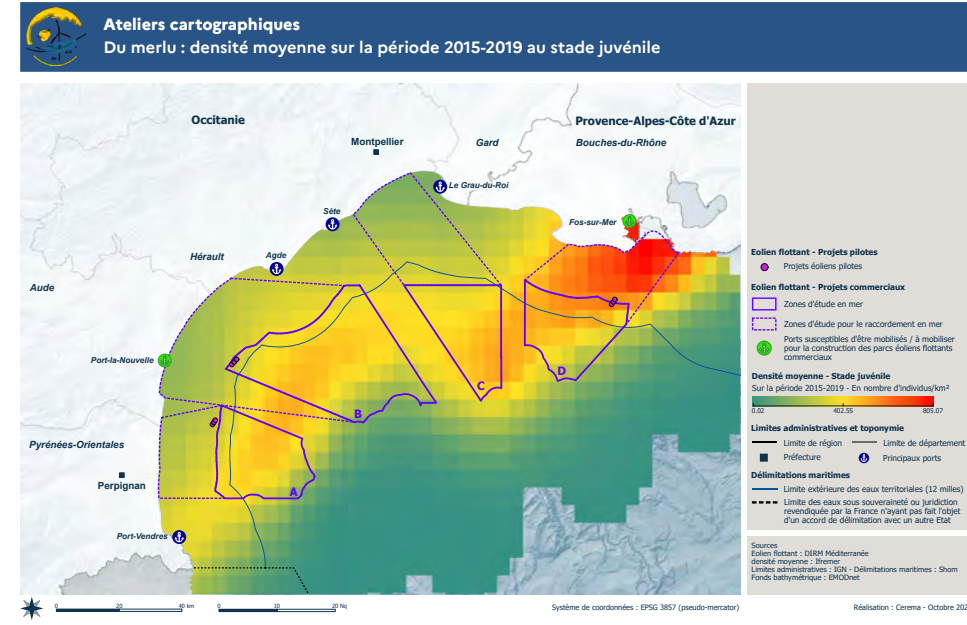 Ateliers cartographiques
Du merlu : densité moyenne sur la période 2015-2019 au stade juvénile
Occitanie
Provence-Alpes-Côte d'Azur
Montpellier
Gard
Bouches-du-Rhône
Le Grau-du-Roi
Sète
Fos-sur-Mer
Hérault
Agde
Aude
Port-la-Nouvelle
D
C
B
Pyrénées-Orientales
Perpignan
A
Port-Vendres
Eolien flottant - Projets pilotes
Projets éoliens pilotes
Eolien flottant - Projets commerciaux
Zones d'étude en mer
Zones d'étude pour le raccordement en mer
Ports susceptibles d'être mobilisés / à mobiliser
pour la construction des parcs éoliens flottants
commerciaux
Densité moyenne - Stade juvénile
Sur la période 2015-2019 - En nombre d'individus/km²
0.02 402.55 805.07
Limites administratives et toponymie
Limite de région Limite de département
Préfecture Principaux ports
Délimitations maritimes
Limite extérieure des eaux territoriales (12 milles)
Limite des eaux sous souveraineté ou juridiction
revendiquée par la France n'ayant pas fait l'objet
d'un accord de délimitation avec un autre Etat
Sources
Eolien flottant : DIRM Méditerranée
densité moyenne : Ifremer
Limites administratives : IGN - Délimitations maritimes : Shom
Fonds bathymétrique : EMODnet
0 20 40 km
0 10 20 Nq
Système de coordonnées : EPSG 3857 (pseudo-mercator)
Réalisation : Cerema - Octobre 202